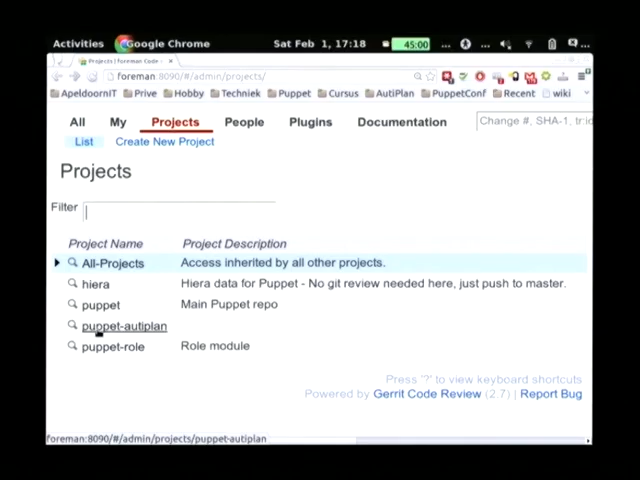 Activities Google Chrome Sat Feb 1, 17:18 45:00
Projects | foreman Code
foreman:8090/#/admin/projects/
ApeldoornIT Prive Hobby Techniek Puppet Cursus AutiPlan PuppetConf Recent wiki
All My Projects People Plugins Documentation Change #, SHA-1, tr:id
List Create New Project
Projects
Filter
Project Name Project Description
All-Projects Access inherited by all other projects.
hiera Hiera data for Puppet - No git review needed here, just push to master.
puppet Main Puppet repo
puppet-autiplan
puppet-role Role module
Press '?' to view keyboard shortcuts
Powered by Gerrit Code Review (2.7) | Report Bug
foreman:8090/#/admin/projects/puppet-autiplan